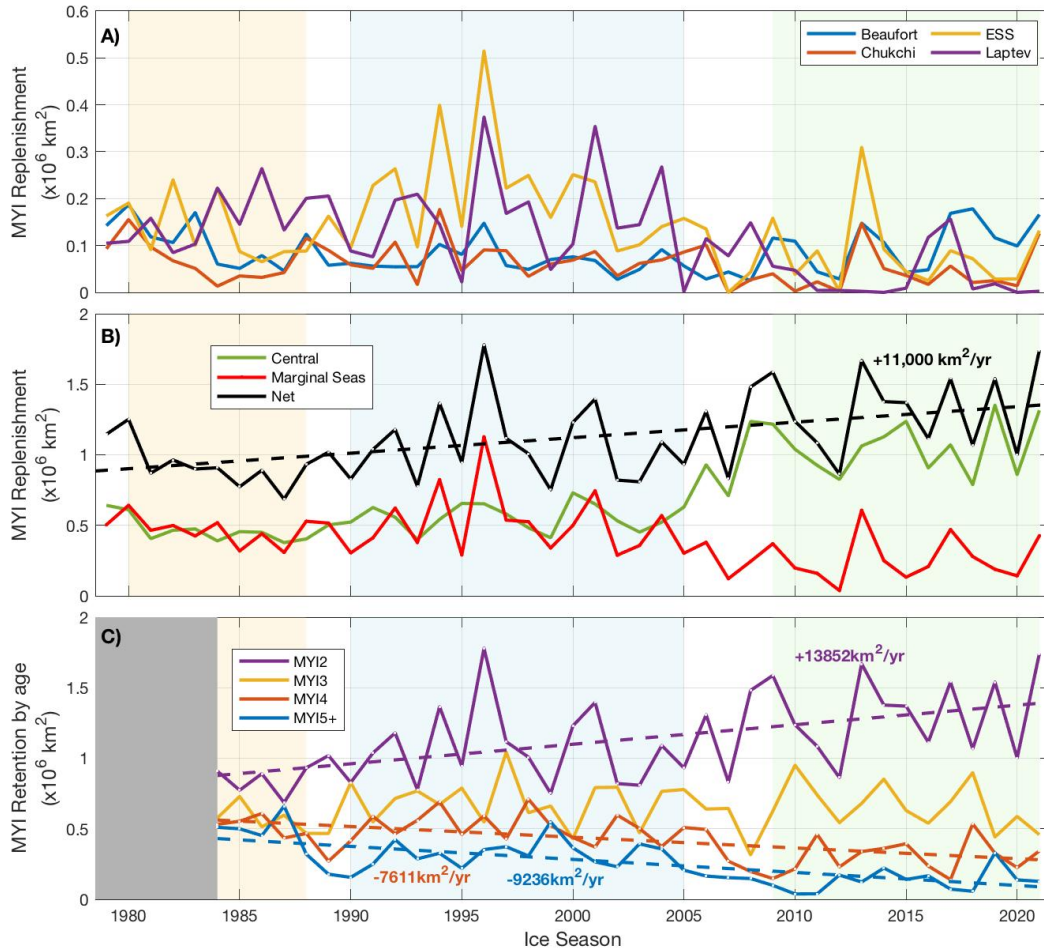 A)
Beaufort
Chukchi
ESS
Laptev
MYI Replenishment
(x10⁶ km²)
0.6
0.5
0.4
0.3
0.2
0.1
0
B)
Central
Marginal Seas
Net
+11,000 km²/yr
MYI Replenishment
(x10⁶ km²)
2
1.5
1
0.5
0
C)
MYI2
MYI3
MYI4
MYI5+
+13852km²/yr
-7611km²/yr
-9236km²/yr
MYI Retention by age
(x10⁶ km²)
2
1.5
1
0.5
0
1980 1985 1990 1995 2000 2005 2010 2015 2020
Ice Season